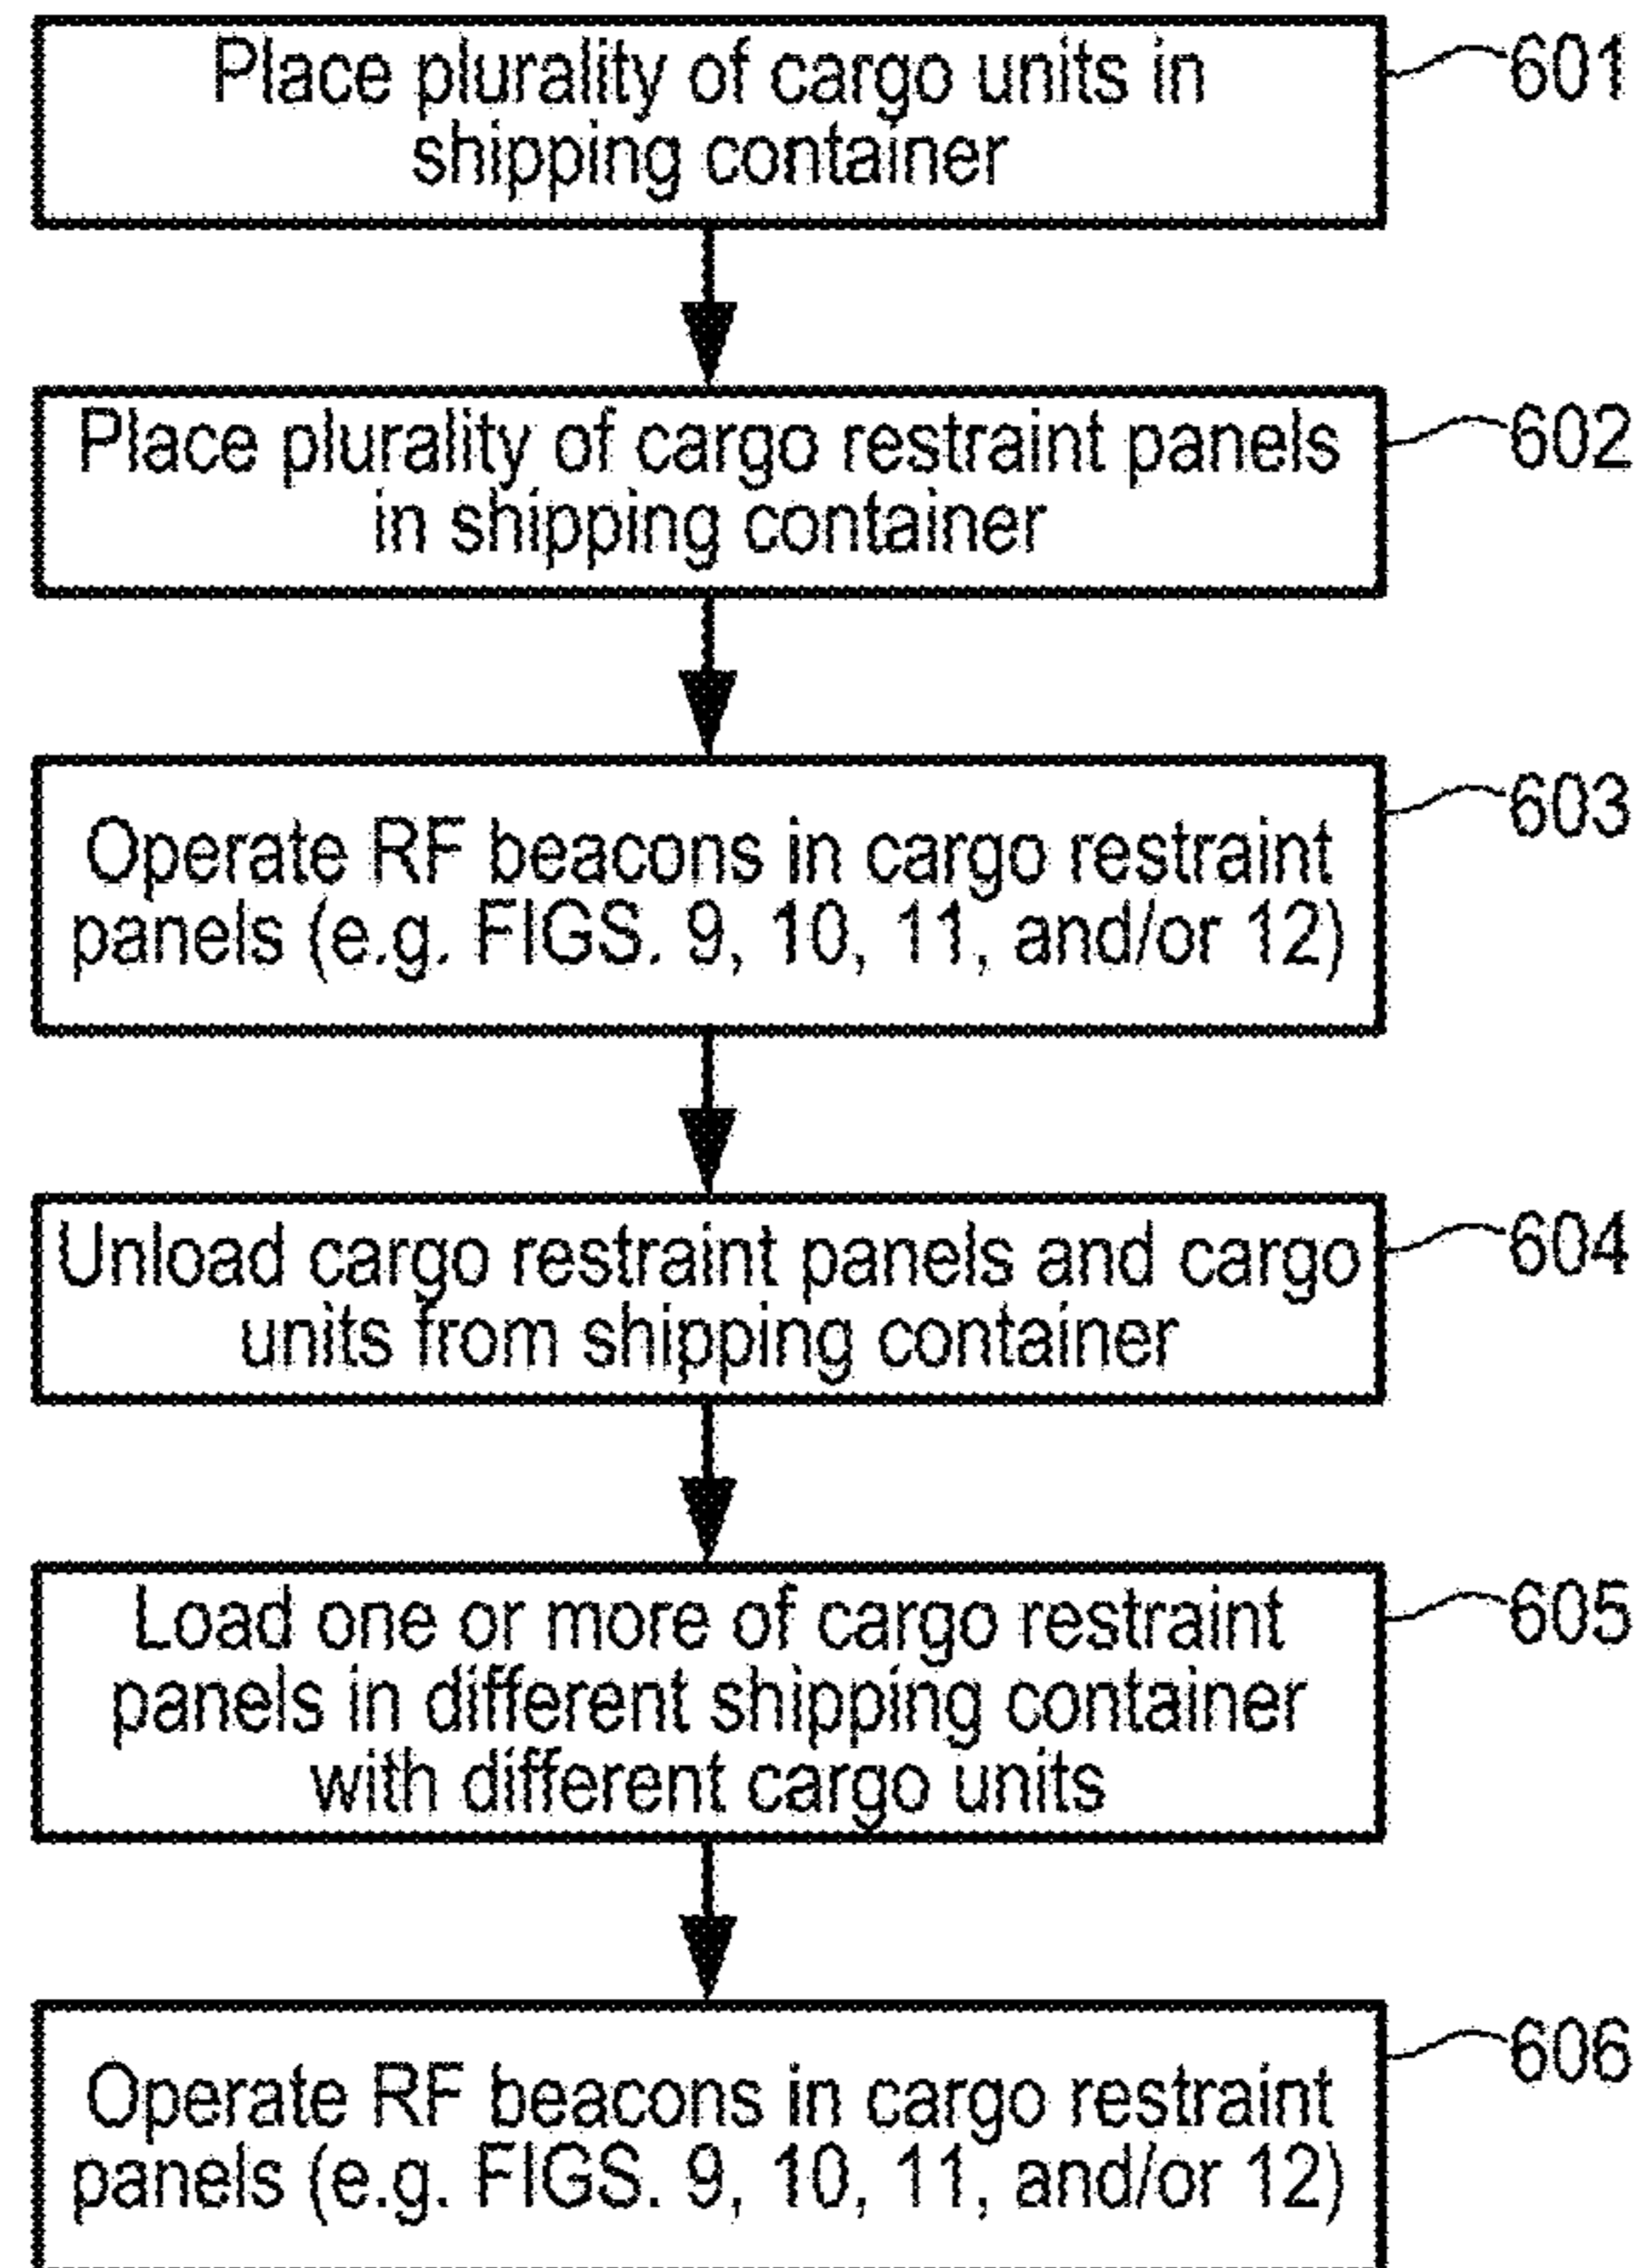 Place plurality of cargo units in
shipping container
601
Place plurality of cargo restraint panels
in shipping container
602
Operate RF beacons in cargo restraint
panels (e.g. FIGS. 9, 10, 11, and/or 12)
603
Unload cargo restraint panels and cargo
units from shipping container
604
Load one or more of cargo restraint
panels in different shipping container
with different cargo units
605
Operate RF beacons in cargo restraint
panels (e.g. FIGS. 9, 10, 11, and/or 12)
606